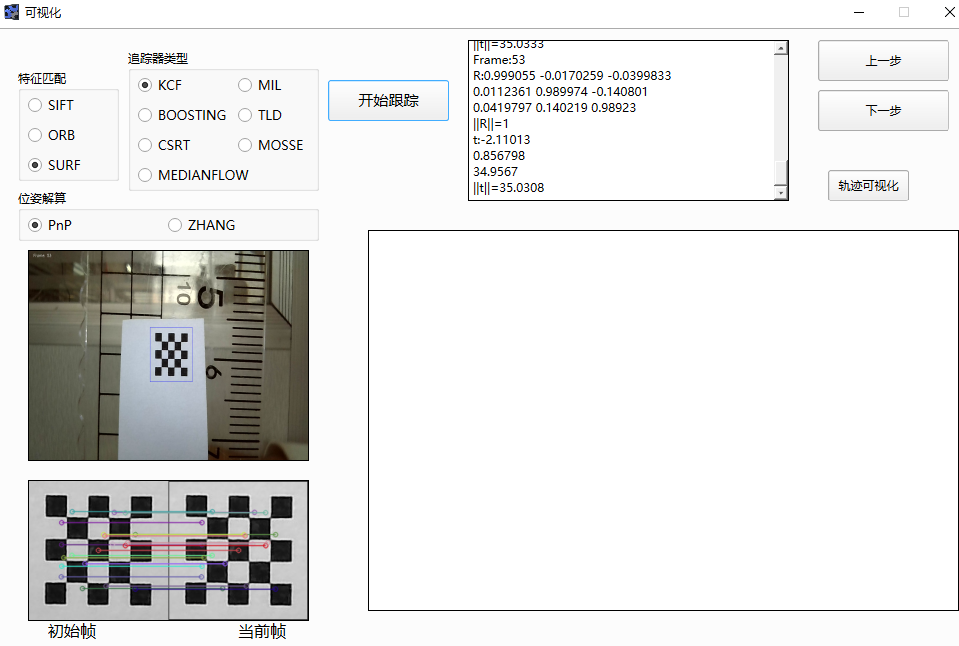 可视化
特征匹配
SIFT
ORB
SURF
追踪器类型
KCF
MIL
BOOSTING
TLD
CSRT
MOSSE
MEDIANFLOW
开始跟踪
||t||=35.0333
Frame:53
R:0.999055 -0.0170259 -0.0399833
0.0112361 0.989974 -0.140801
0.0419797 0.140219 0.98923
||R||=1
t:-2.11013
0.856798
34.9567
||t||=35.0308
上一步
下一步
轨迹可视化
位姿解算
PnP
ZHANG
Frame 53
10
5
6
7
初始帧
当前帧